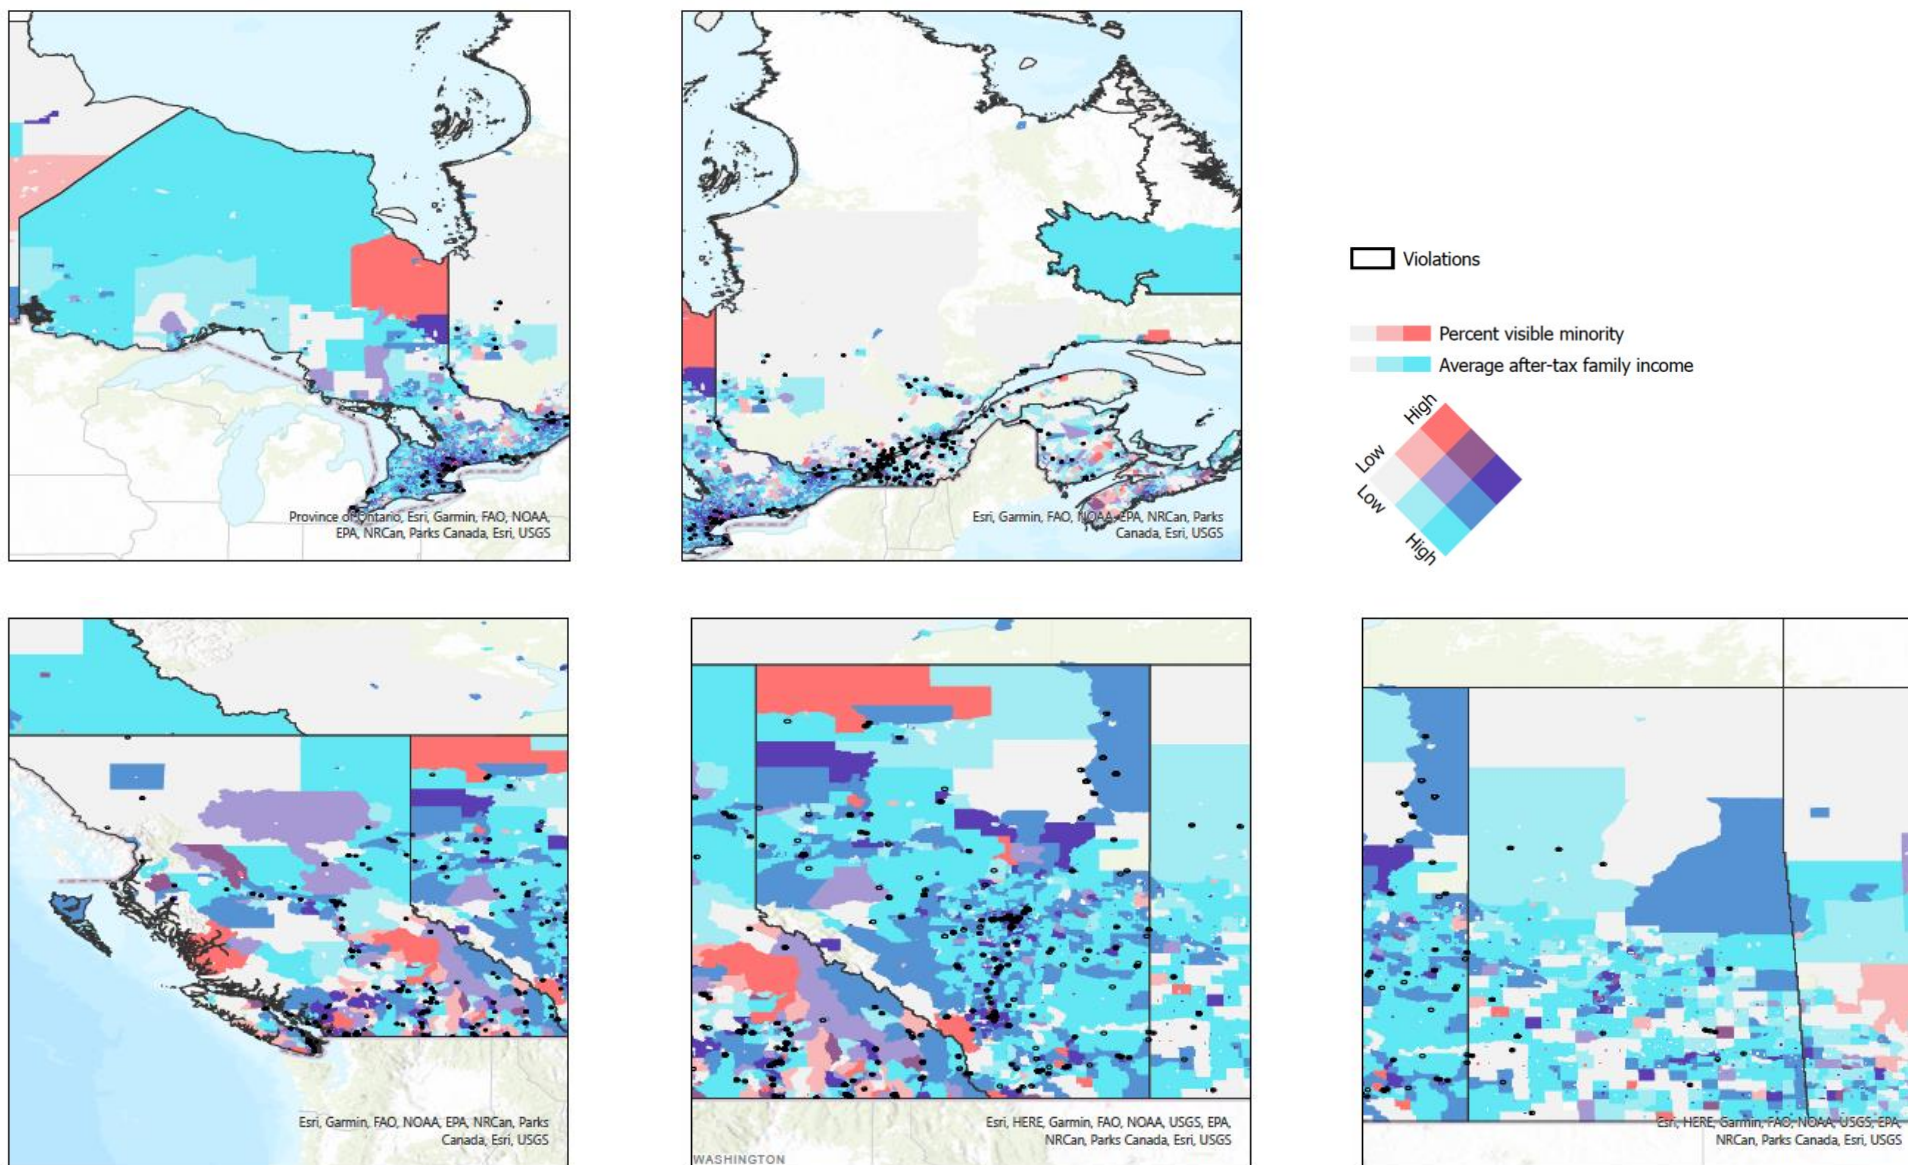 Province of Ontario, Esri, Garmin, FAO, NOAA,
EPA, NRCan, Parks Canada, Esri, USGS
Esri, Garmin, FAO, NOAA, EPA, NRCan, Parks
Canada, Esri, USGS
Violations
Percent visible minority
Average after-tax family income
High
Low
Low
High
Esri, Garmin, FAO, NOAA, EPA, NRCan, Parks
Canada, Esri, USGS
Esri, HERE, Garmin, FAO, NOAA, USGS, EPA,
NRCan, Parks Canada, Esri, USGS
WASHINGTON
Esri, HERE, Garmin, FAO, NOAA, USGS, EPA,
NRCan, Parks Canada, Esri, USGS